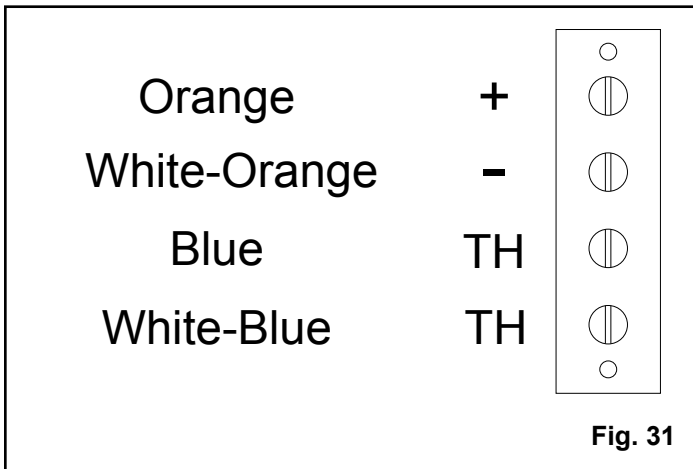 Orange +
White-Orange -
Blue TH
White-Blue TH
Fig. 31